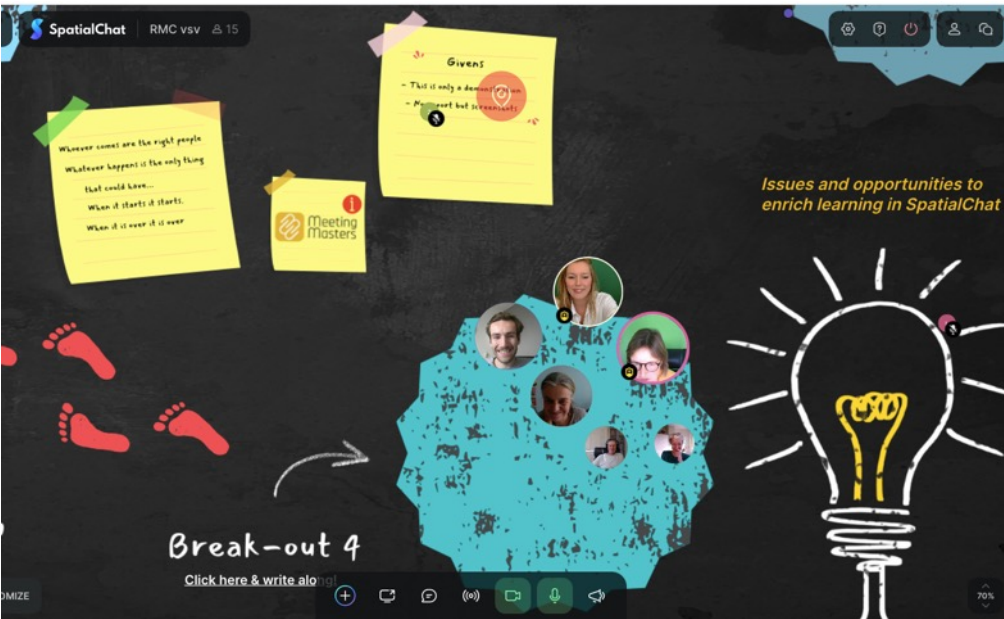 SpatialChat
RMC vsv
15
Givens
- This is only a demonstration
- No report but screenshots
Whoever comes are the right people
Whatever happens is the only thing
that could have...
When it starts it starts.
When it is over it is over
i
Meeting
Masters
Issues and opportunities to
enrich learning in SpatialChat
Break-out 4
Click here & write along!
OMIZE
70%